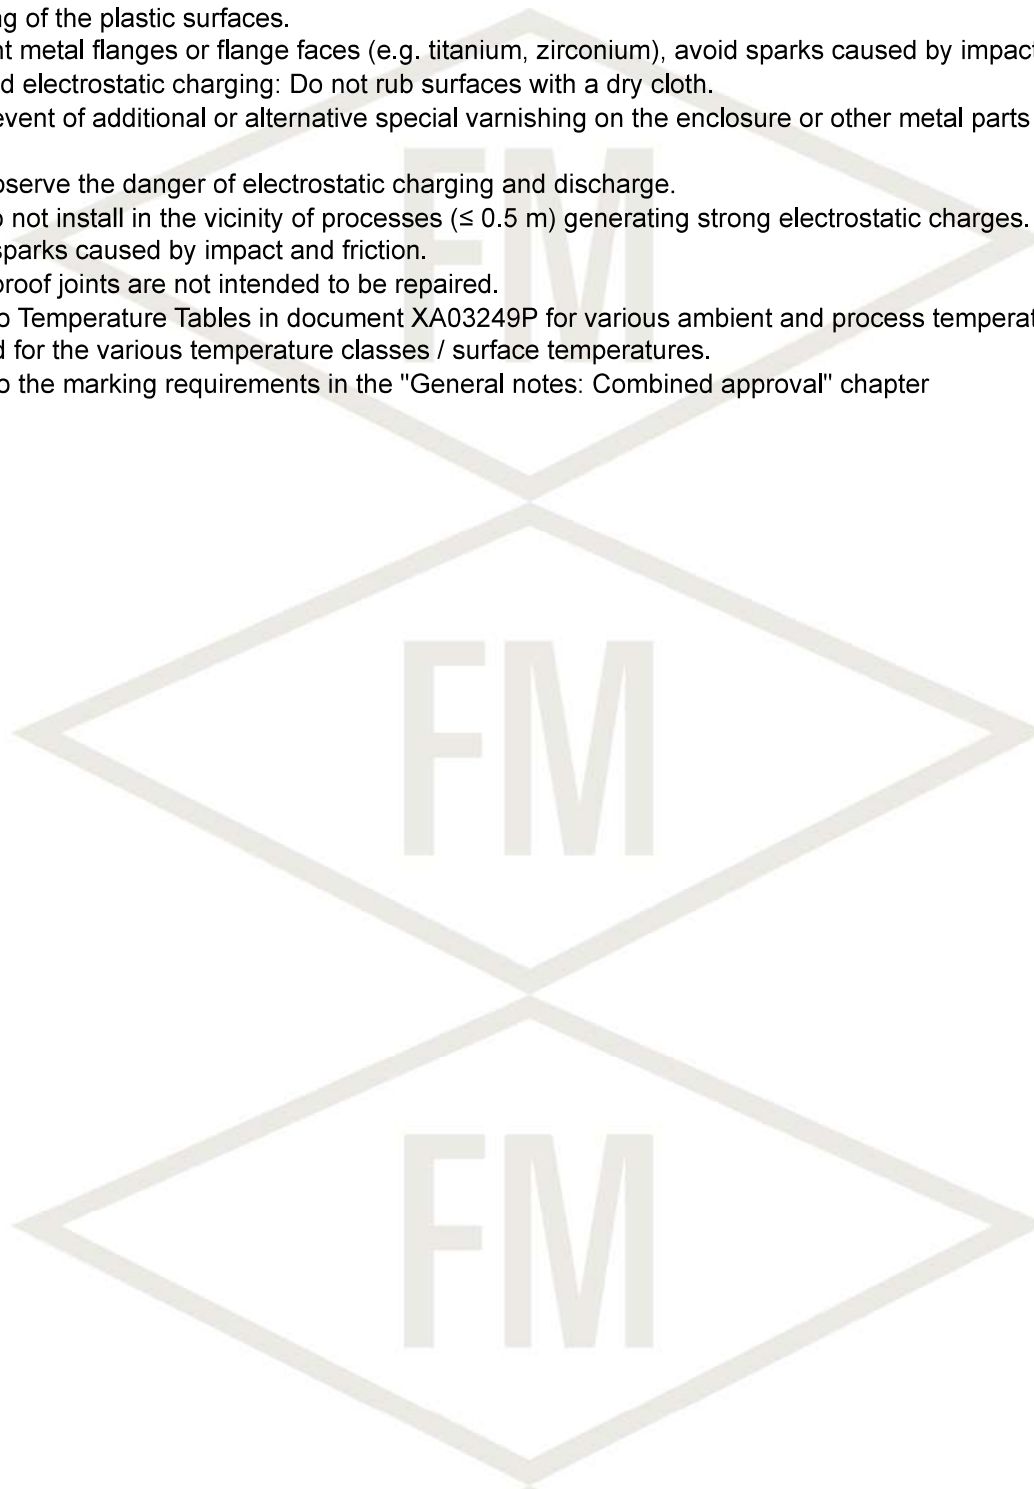 ng of the plastic surfaces.
nt metal flanges or flange faces (e.g. titanium, zirconium), avoid sparks caused by impact
d electrostatic charging: Do not rub surfaces with a dry cloth.
event of additional or alternative special varnishing on the enclosure or other metal parts
bserve the danger of electrostatic charging and discharge.
o not install in the vicinity of processes (≤ 0.5 m) generating strong electrostatic charges.
sparks caused by impact and friction.
proof joints are not intended to be repaired.
o Temperature Tables in document XA03249P for various ambient and process temperat
d for the various temperature classes / surface temperatures.
o the marking requirements in the "General notes: Combined approval" chapter
FM
FM
FM